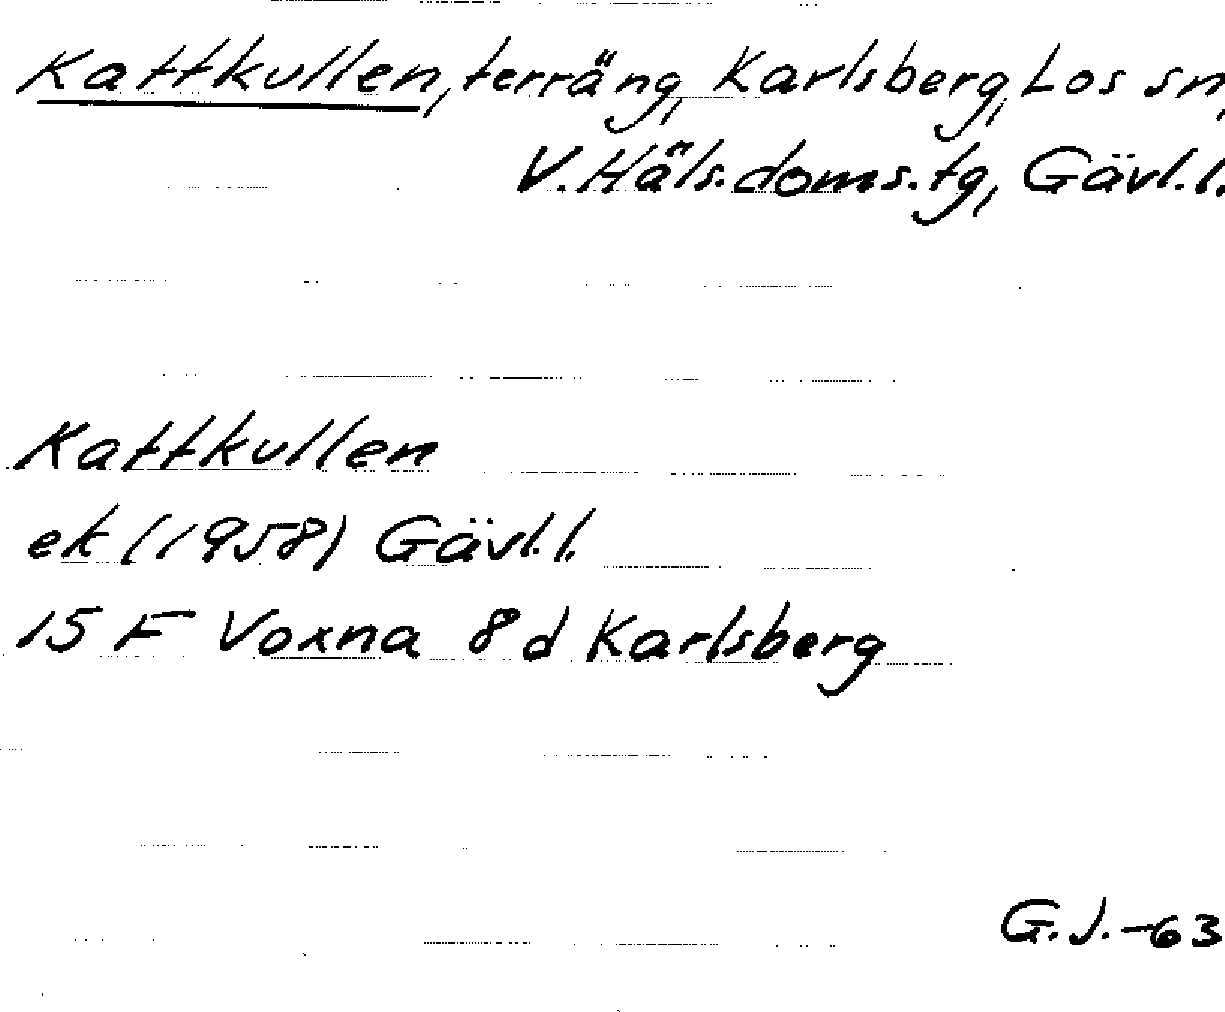 Kattkullen, terräng, Karlsberg, Los sn,
V. Häls. doms. tg, Gävl. l.
Kattkullen
ek (1958) Gävl. l.
15 F Voxna 8 d Karlsberg
G. J. -63